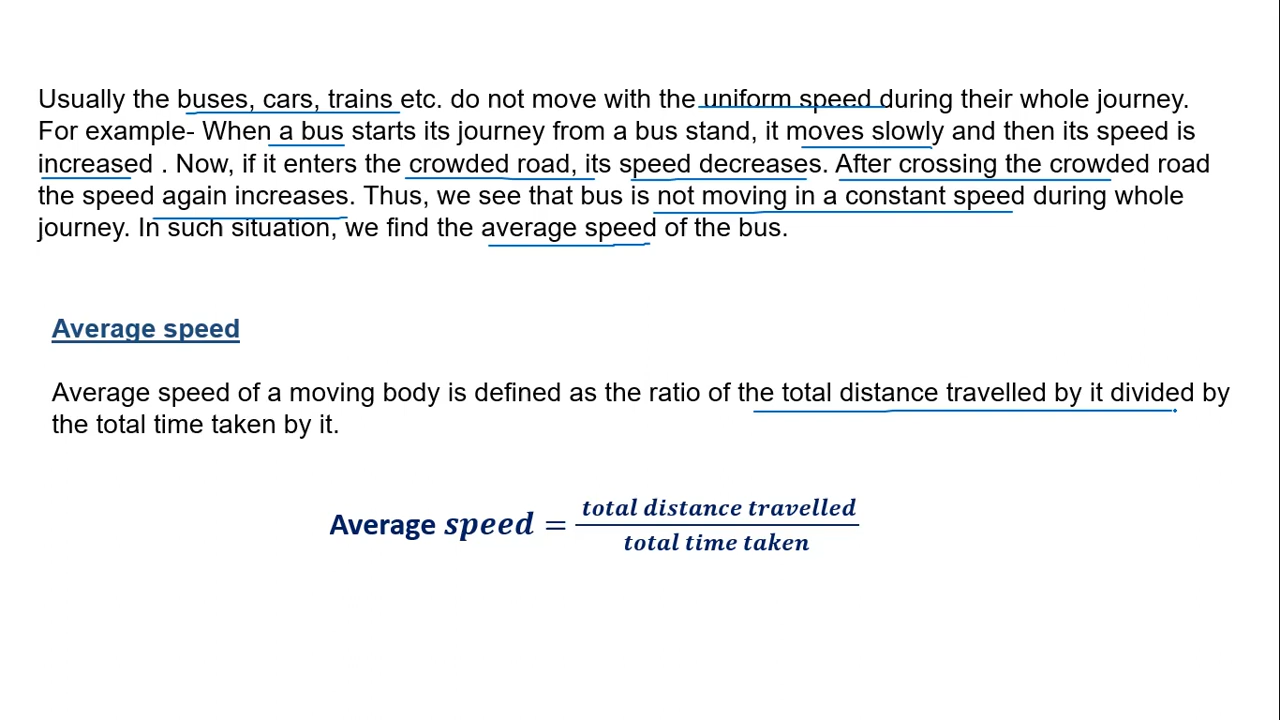 Usually the buses, cars, trains etc. do not move with the uniform speed during their whole journey.
For example- When a bus starts its journey from a bus stand, it moves slowly and then its speed is
increased . Now, if it enters the crowded road, its speed decreases. After crossing the crowded road
the speed again increases. Thus, we see that bus is not moving in a constant speed during whole
journey. In such situation, we find the average speed of the bus.
Average speed
Average speed of a moving body is defined as the ratio of the total distance travelled by it divided by
the total time taken by it.
Average speed = total distance travelled / total time taken